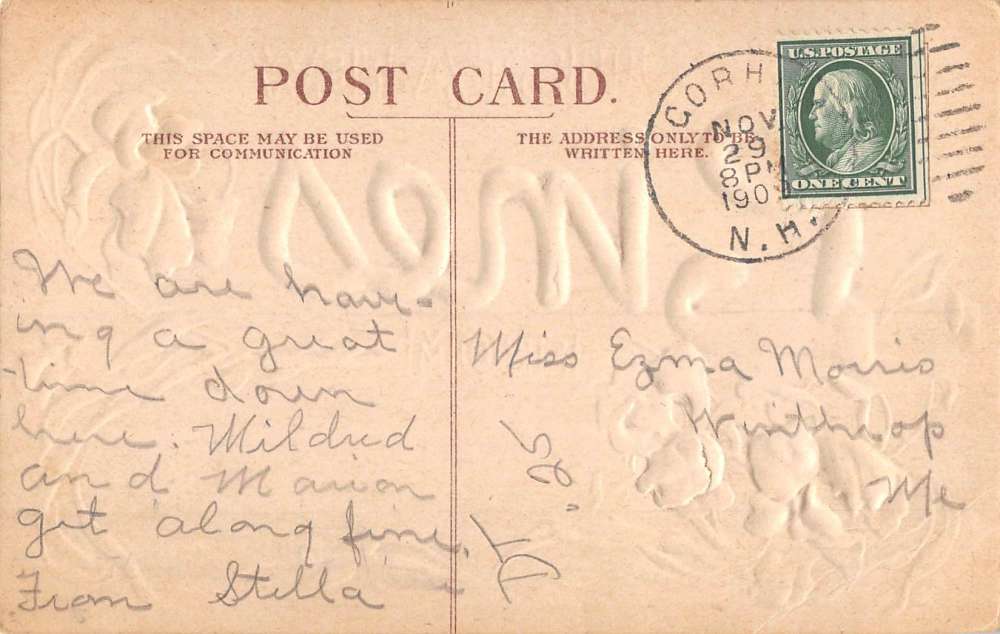 POST CARD.
THIS SPACE MAY BE USED
FOR COMMUNICATION
THE ADDRESS ONLY TO BE
WRITTEN HERE.
U.S. POSTAGE
ONE CENT
GORH
NOV
29
8 PM
190
N.H.
We are hav-
ing a great
time down
here. Mildred
and Marion
get along fine.
From Stella
Miss Ezma Morris
Winthrop
Me